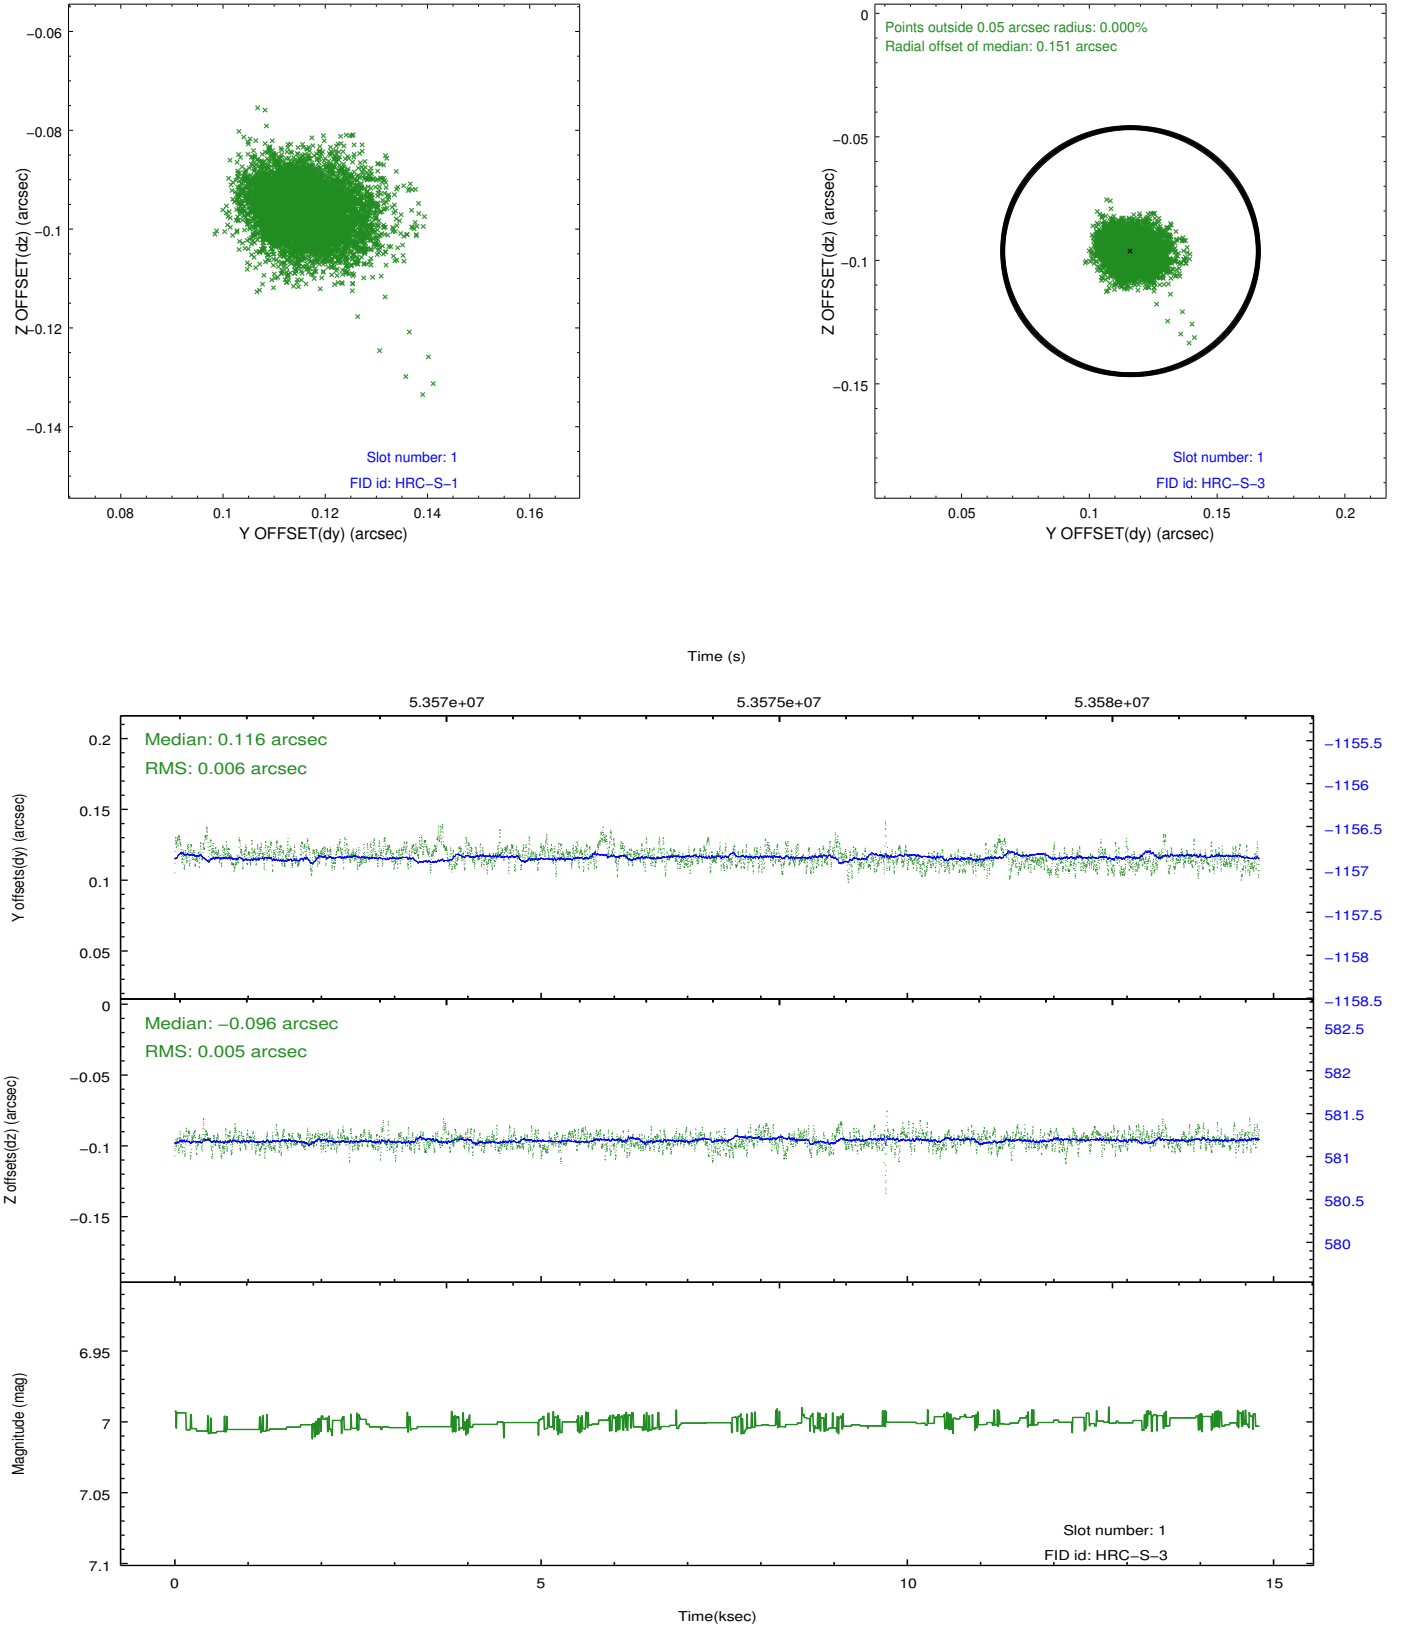 −0.06
−0.08
−0.1
−0.12
−0.14
Z OFFSET(dz) (arcsec)
Slot number: 1
FID id: HRC−S−1
0.08 0.1 0.12 0.14 0.16
Y OFFSET(dy) (arcsec)
Points outside 0.05 arcsec radius: 0.000%
Radial offset of median: 0.151 arcsec
0
−0.05
−0.1
−0.15
Z OFFSET(dz) (arcsec)
Slot number: 1
FID id: HRC−S−3
0.05 0.1 0.15 0.2
Y OFFSET(dy) (arcsec)
Time (s)
5.357e+07 5.3575e+07 5.358e+07
Median: 0.116 arcsec
RMS: 0.006 arcsec
0.2
0.15
0.1
0.05
Y offsets(dy) (arcsec)
−1155.5
−1156
−1156.5
−1157
−1157.5
−1158
−1158.5
Median: −0.096 arcsec
RMS: 0.005 arcsec
0
−0.05
−0.1
−0.15
Z offsets(dz) (arcsec)
582.5
582
581.5
581
580.5
580
6.95
7
7.05
7.1
Magnitude (mag)
Slot number: 1
FID id: HRC−S−3
0 5 10 15
Time(ksec)